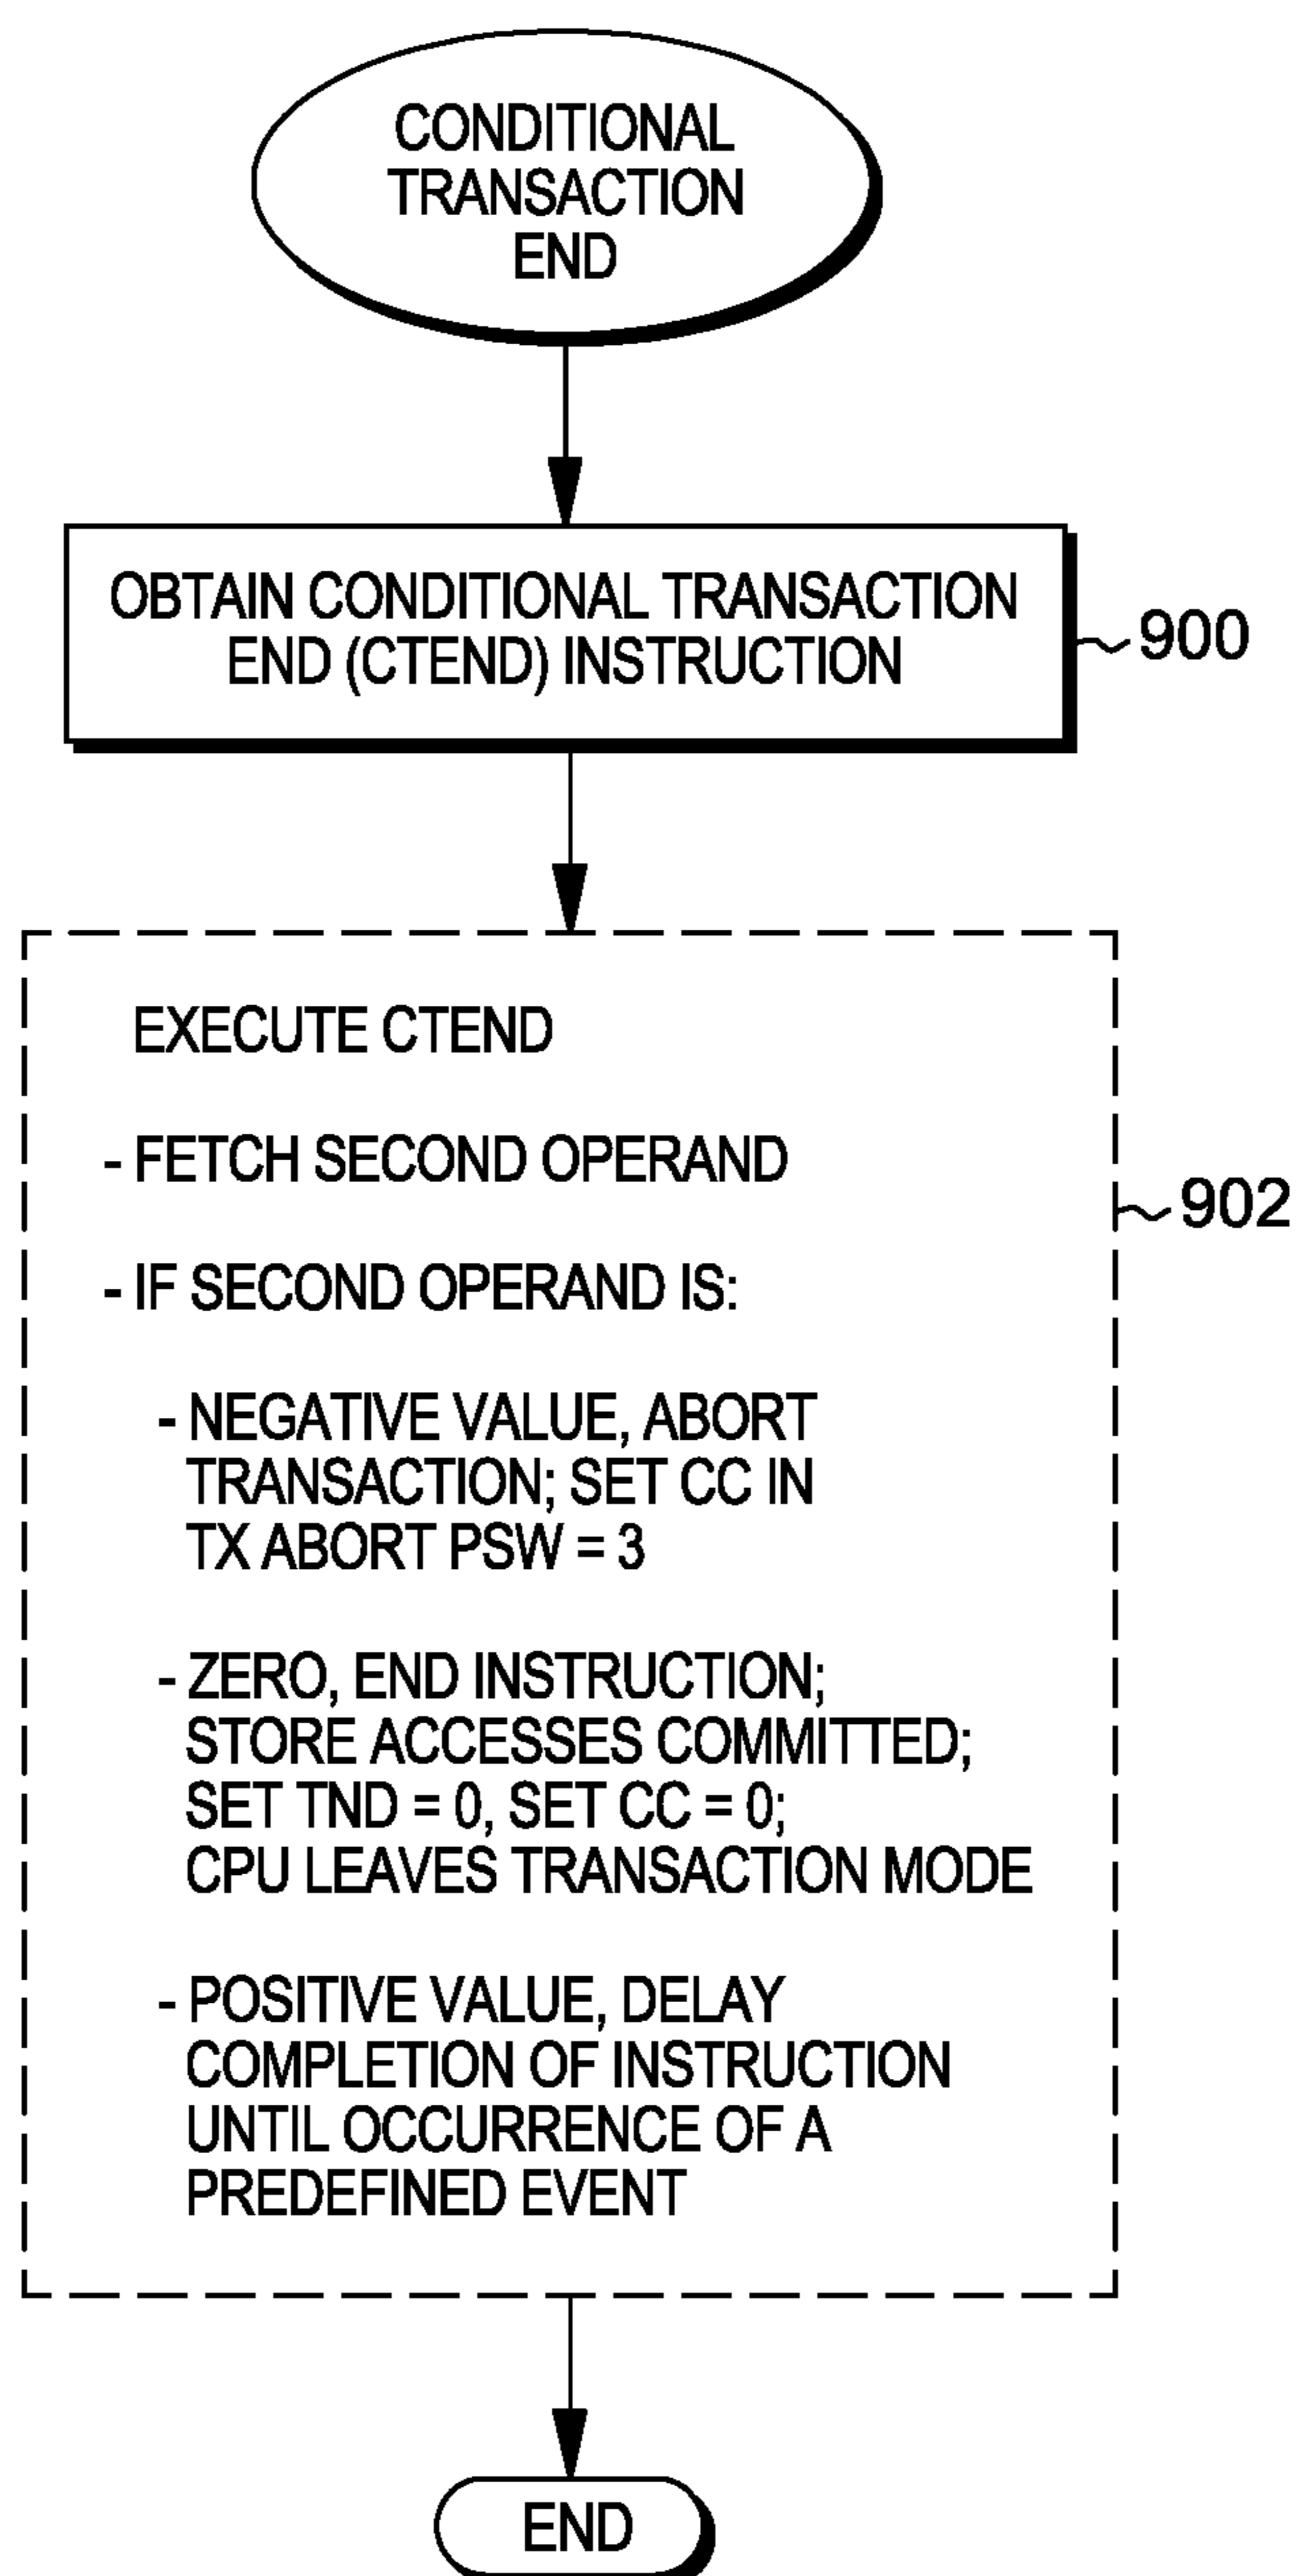 CONDITIONAL
TRANSACTION
END
OBTAIN CONDITIONAL TRANSACTION
END (CTEND) INSTRUCTION
900
EXECUTE CTEND
- FETCH SECOND OPERAND
902
- IF SECOND OPERAND IS:
- NEGATIVE VALUE, ABORT
TRANSACTION; SET CC IN
TX ABORT PSW = 3
- ZERO, END INSTRUCTION;
STORE ACCESSES COMMITTED;
SET TND = 0, SET CC = 0;
CPU LEAVES TRANSACTION MODE
- POSITIVE VALUE, DELAY
COMPLETION OF INSTRUCTION
UNTIL OCCURRENCE OF A
PREDEFINED EVENT
END